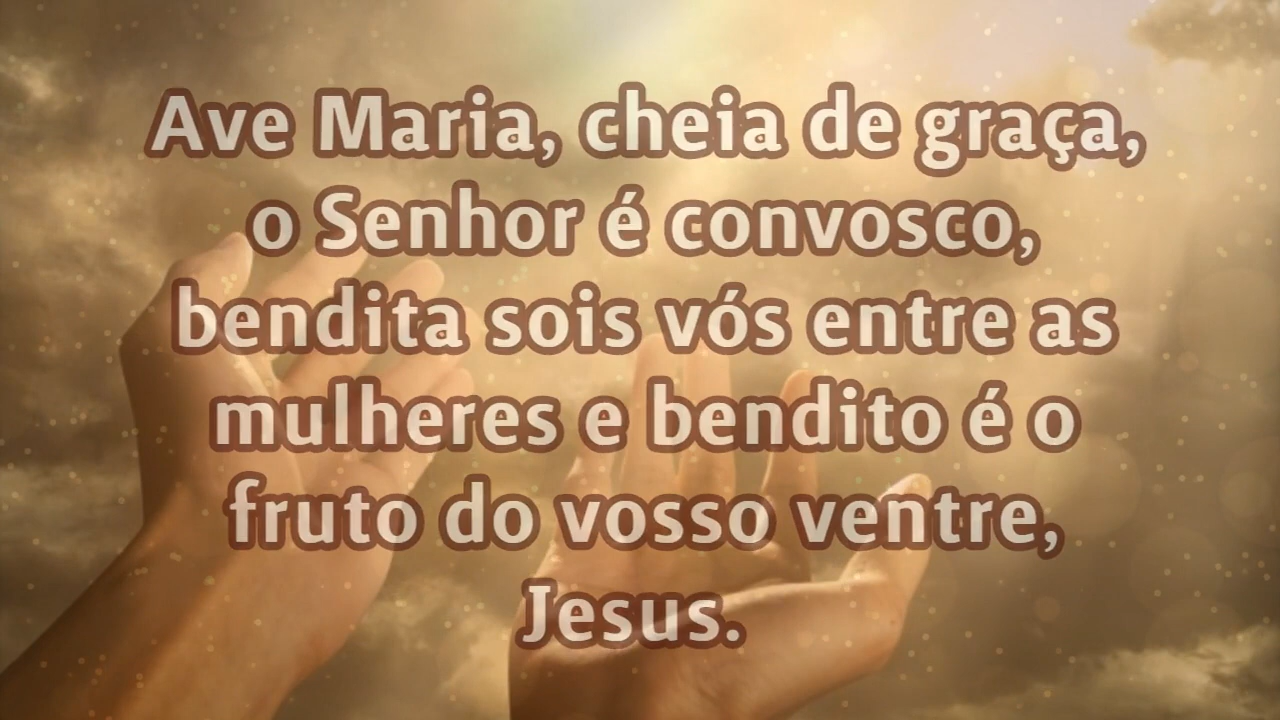 Ave Maria, cheia de graça,
o Senhor é convosco,
bendita sois vós entre as
mulheres e bendito é o
fruto do vosso ventre,
Jesus.